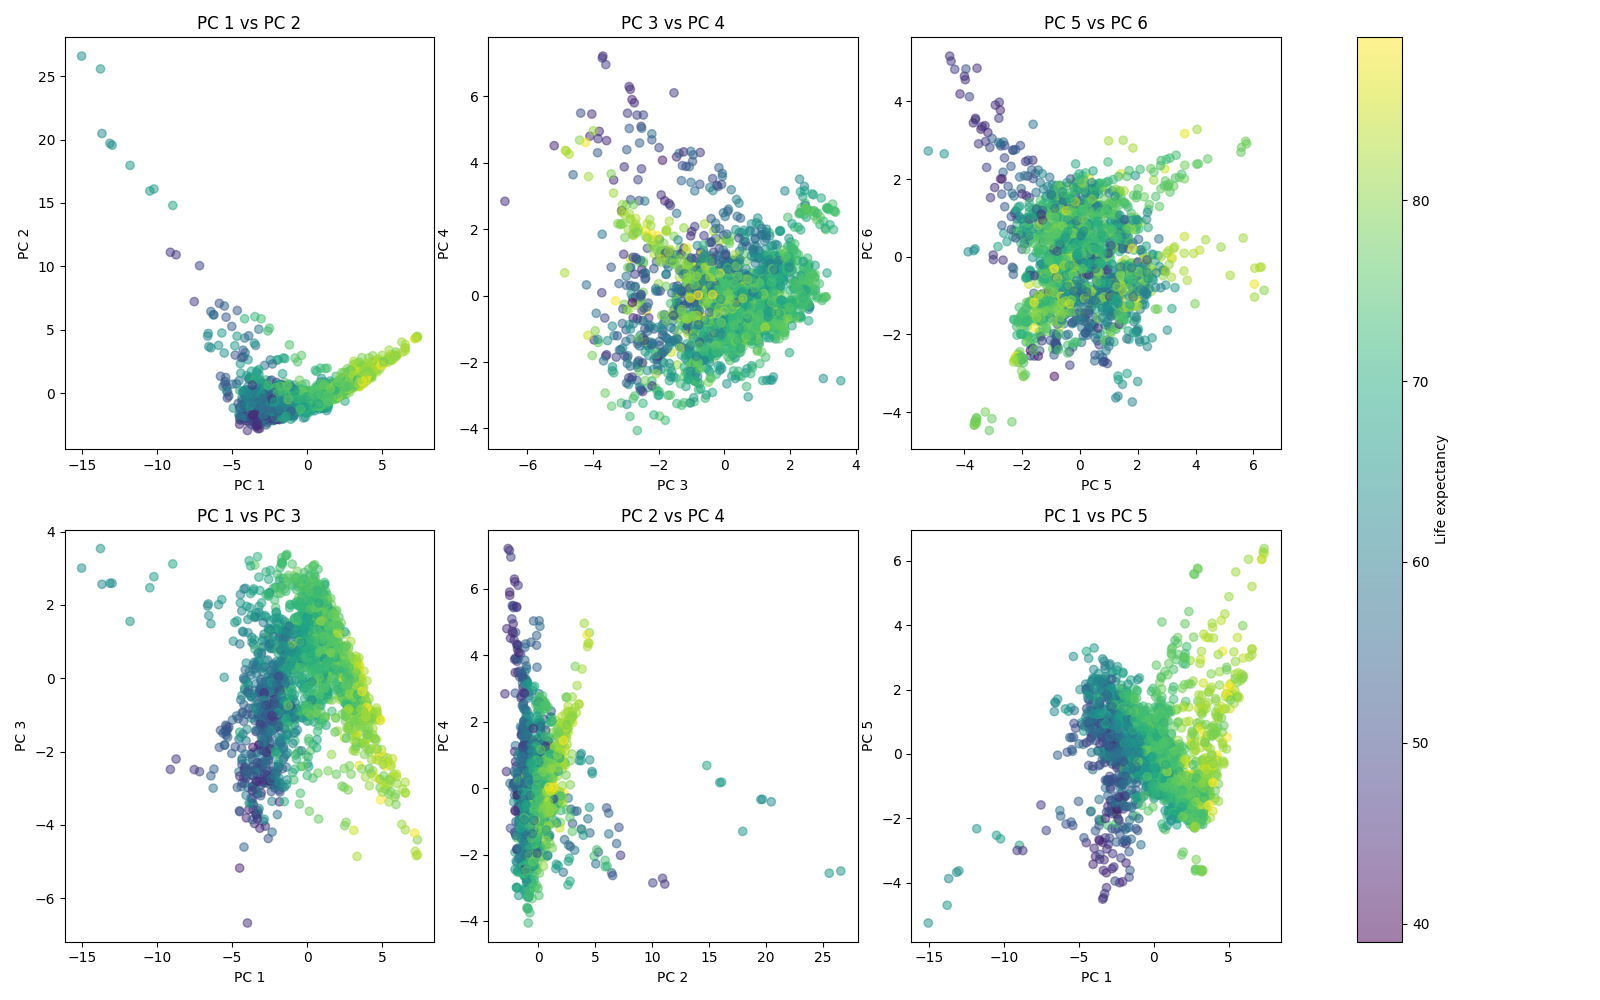 PC 1 vs PC 2
PC 3 vs PC 4
PC 5 vs PC 6
25
20
15
10
5
0
PC 2
−15 −10 −5 0 5
PC 1
6
4
2
0
−2
−4
PC 4
−6 −4 −2 0 2 4
PC 3
4
2
0
−2
−4
PC 6
−4 −2 0 2 4 6
PC 5
PC 1 vs PC 3
PC 2 vs PC 4
PC 1 vs PC 5
4
2
0
−2
−4
−6
PC 3
−15 −10 −5 0 5
PC 1
6
4
2
0
−2
−4
PC 4
0 5 10 15 20 25
PC 2
6
4
2
0
−2
−4
PC 5
−15 −10 −5 0 5
PC 1
80
70
60
50
40
Life expectancy